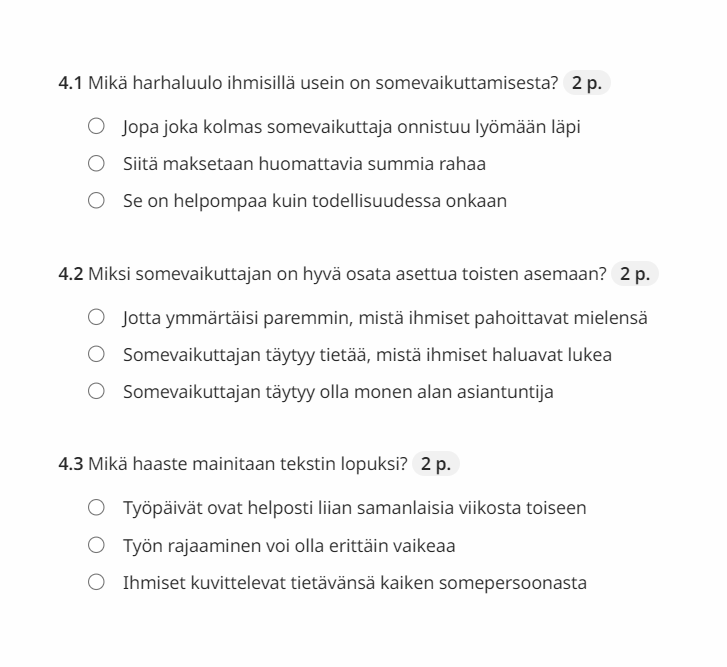 4.1 Mikä harhaluulo ihmisillä usein on somevaikuttamisesta? 2 p.
Jopa joka kolmas somevaikuttaja onnistuu lyömään läpi
Siitä maksetaan huomattavia summia rahaa
Se on helpompaa kuin todellisuudessa onkaan
4.2 Miksi somevaikuttajan on hyvä osata asettua toisten asemaan? 2 p.
Jotta ymmärtäisi paremmin, mistä ihmiset pahoittavat mielensä
Somevaikuttajan täytyy tietää, mistä ihmiset haluavat lukea
Somevaikuttajan täytyy olla monen alan asiantuntija
4.3 Mikä haaste mainitaan tekstin lopuksi? 2 p.
Työpäivät ovat helposti liian samanlaisia viikosta toiseen
Työn rajaaminen voi olla erittäin vaikeaa
Ihmiset kuvittelevat tietävänsä kaiken somepersoonasta